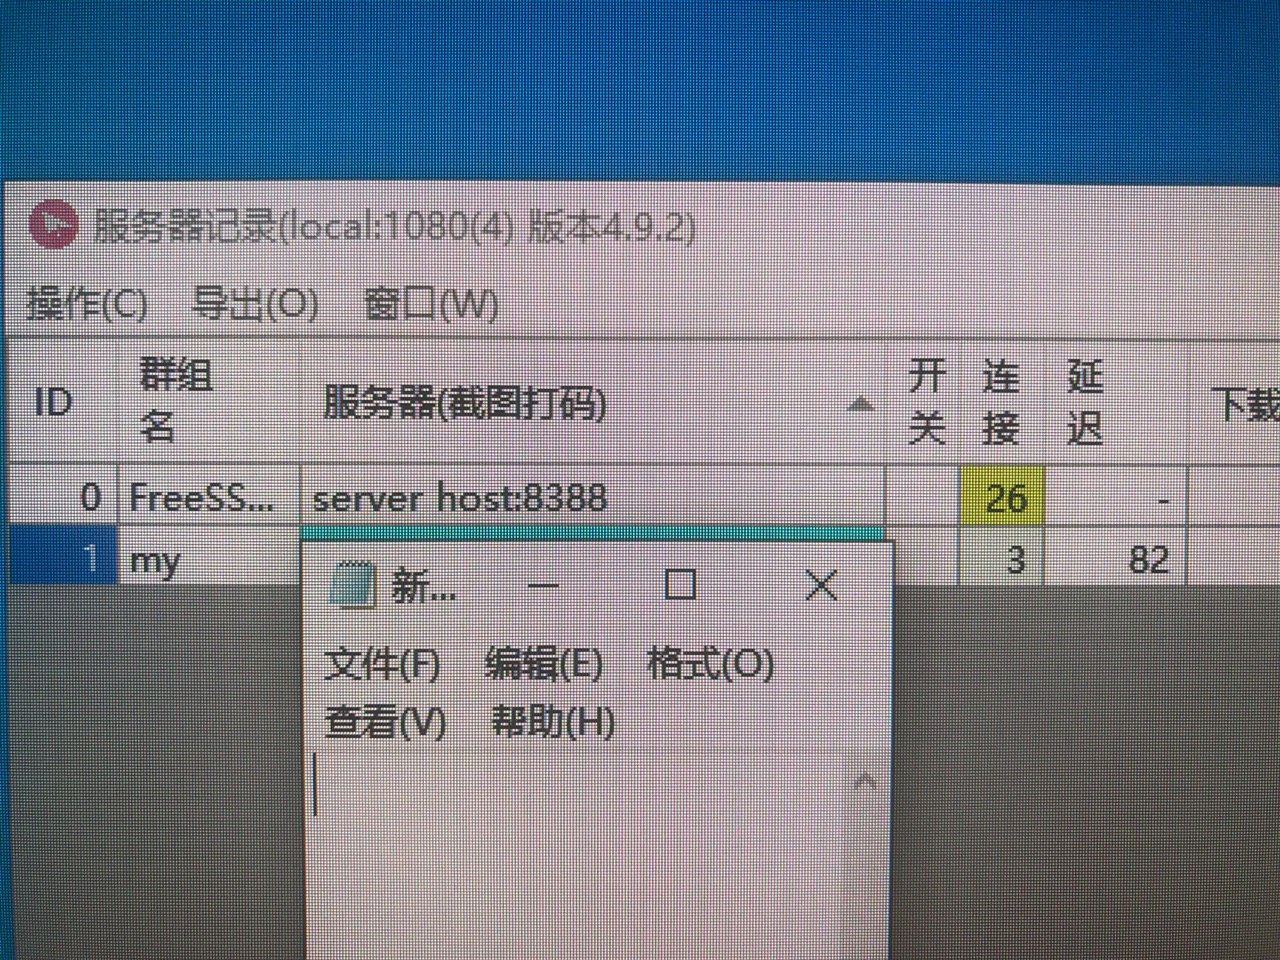 服务器记录(local:1080(4) 版本4.9.2)
操作(C) 导出(O) 窗口(W)
ID 群组名 服务器(截图打码) 开关 连接 延迟 下载
0 FreeSS... server host:8388 26 -
1 my 3 82
新...
文件(F) 编辑(E) 格式(O)
查看(V) 帮助(H)